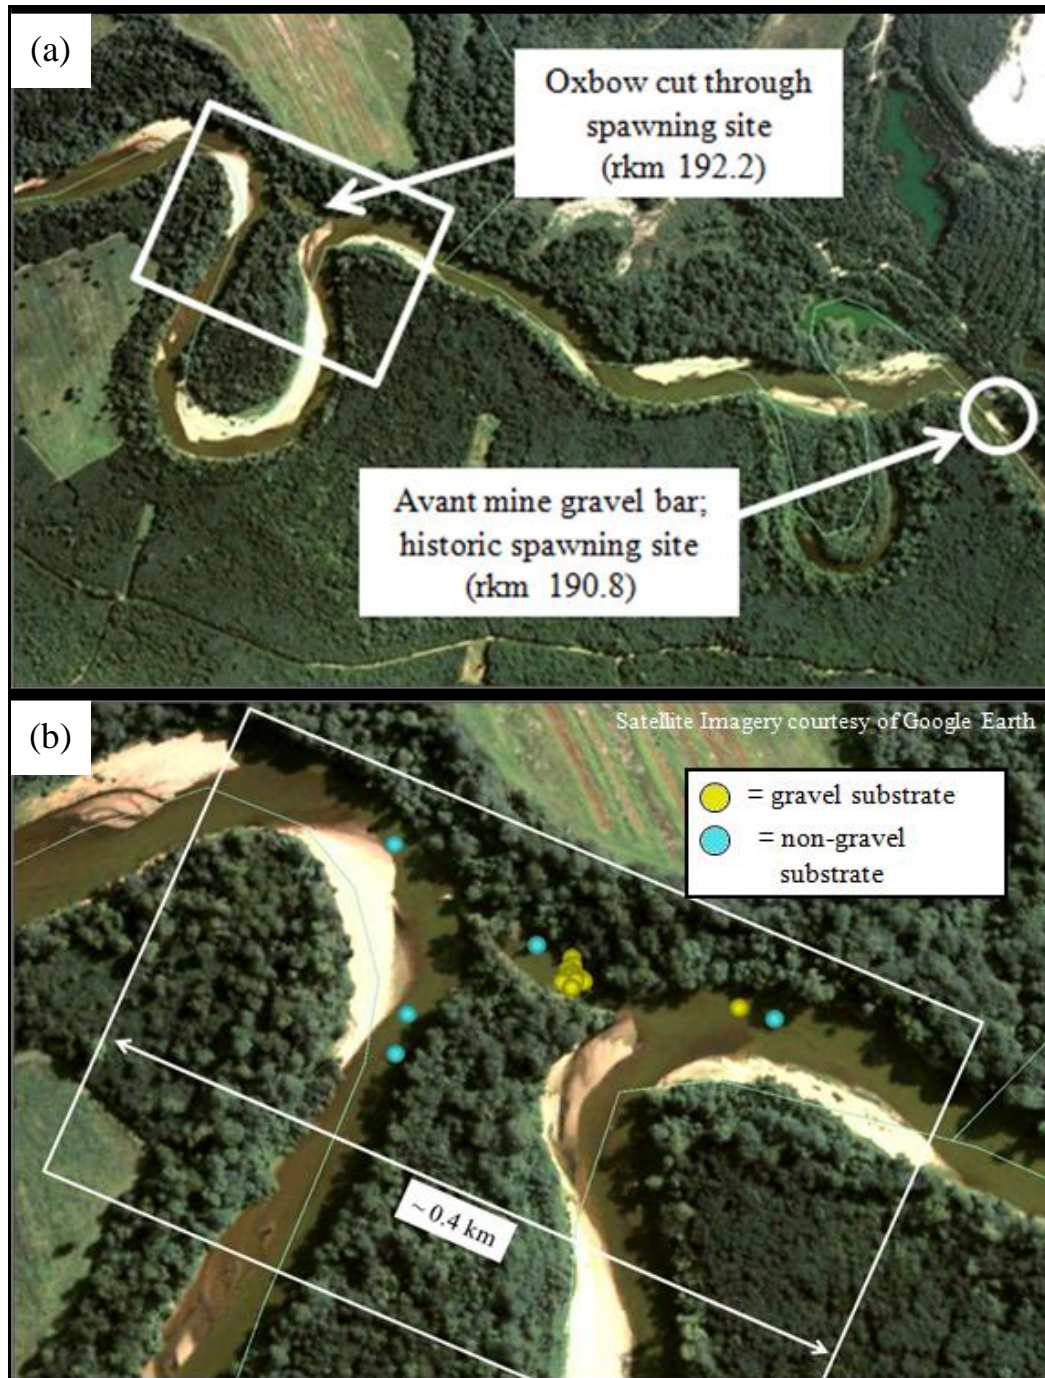 (a)
Oxbow cut through
spawning site
(rkm 192.2)
Avant mine gravel bar;
historic spawning site
(rkm 190.8)
(b)
Satellite Imagery courtesy of Google Earth
= gravel substrate
= non-gravel
substrate
~ 0.4 km